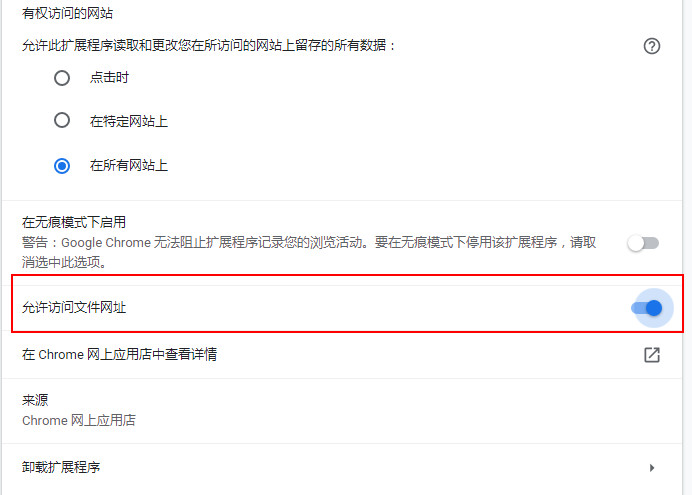 有权访问的网站
允许此扩展程序读取和更改您在所访问的网站上留存的所有数据：
点击时
在特定网站上
在所有网站上
在无痕模式下启用
警告：Google Chrome 无法阻止扩展程序记录您的浏览活动。要在无痕模式下停用该扩展程序，请取
消选中此选项。
允许访问文件网址
在 Chrome 网上应用店中查看详情
来源
Chrome 网上应用店
卸载扩展程序